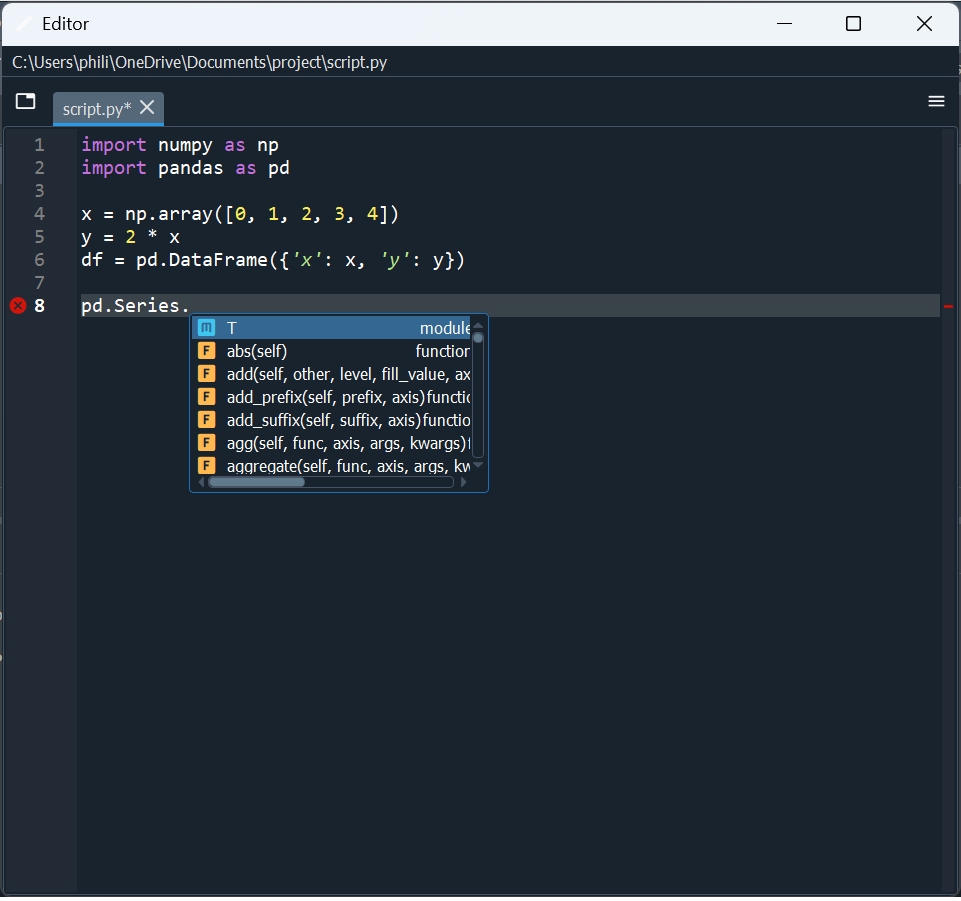 Editor
C:\Users\phili\OneDrive\Documents\project\script.py
script.py*
1 import numpy as np
2 import pandas as pd
3
4 x = np.array([0, 1, 2, 3, 4])
5 y = 2 * x
6 df = pd.DataFrame({'x': x, 'y': y})
7
8 pd.Series.
T module
abs(self) function
add(self, other, level, fill_value, ax
add_prefix(self, prefix, axis)functio
add_suffix(self, suffix, axis)functio
agg(self, func, axis, args, kwargs)f
aggregate(self, func, axis, args, kw